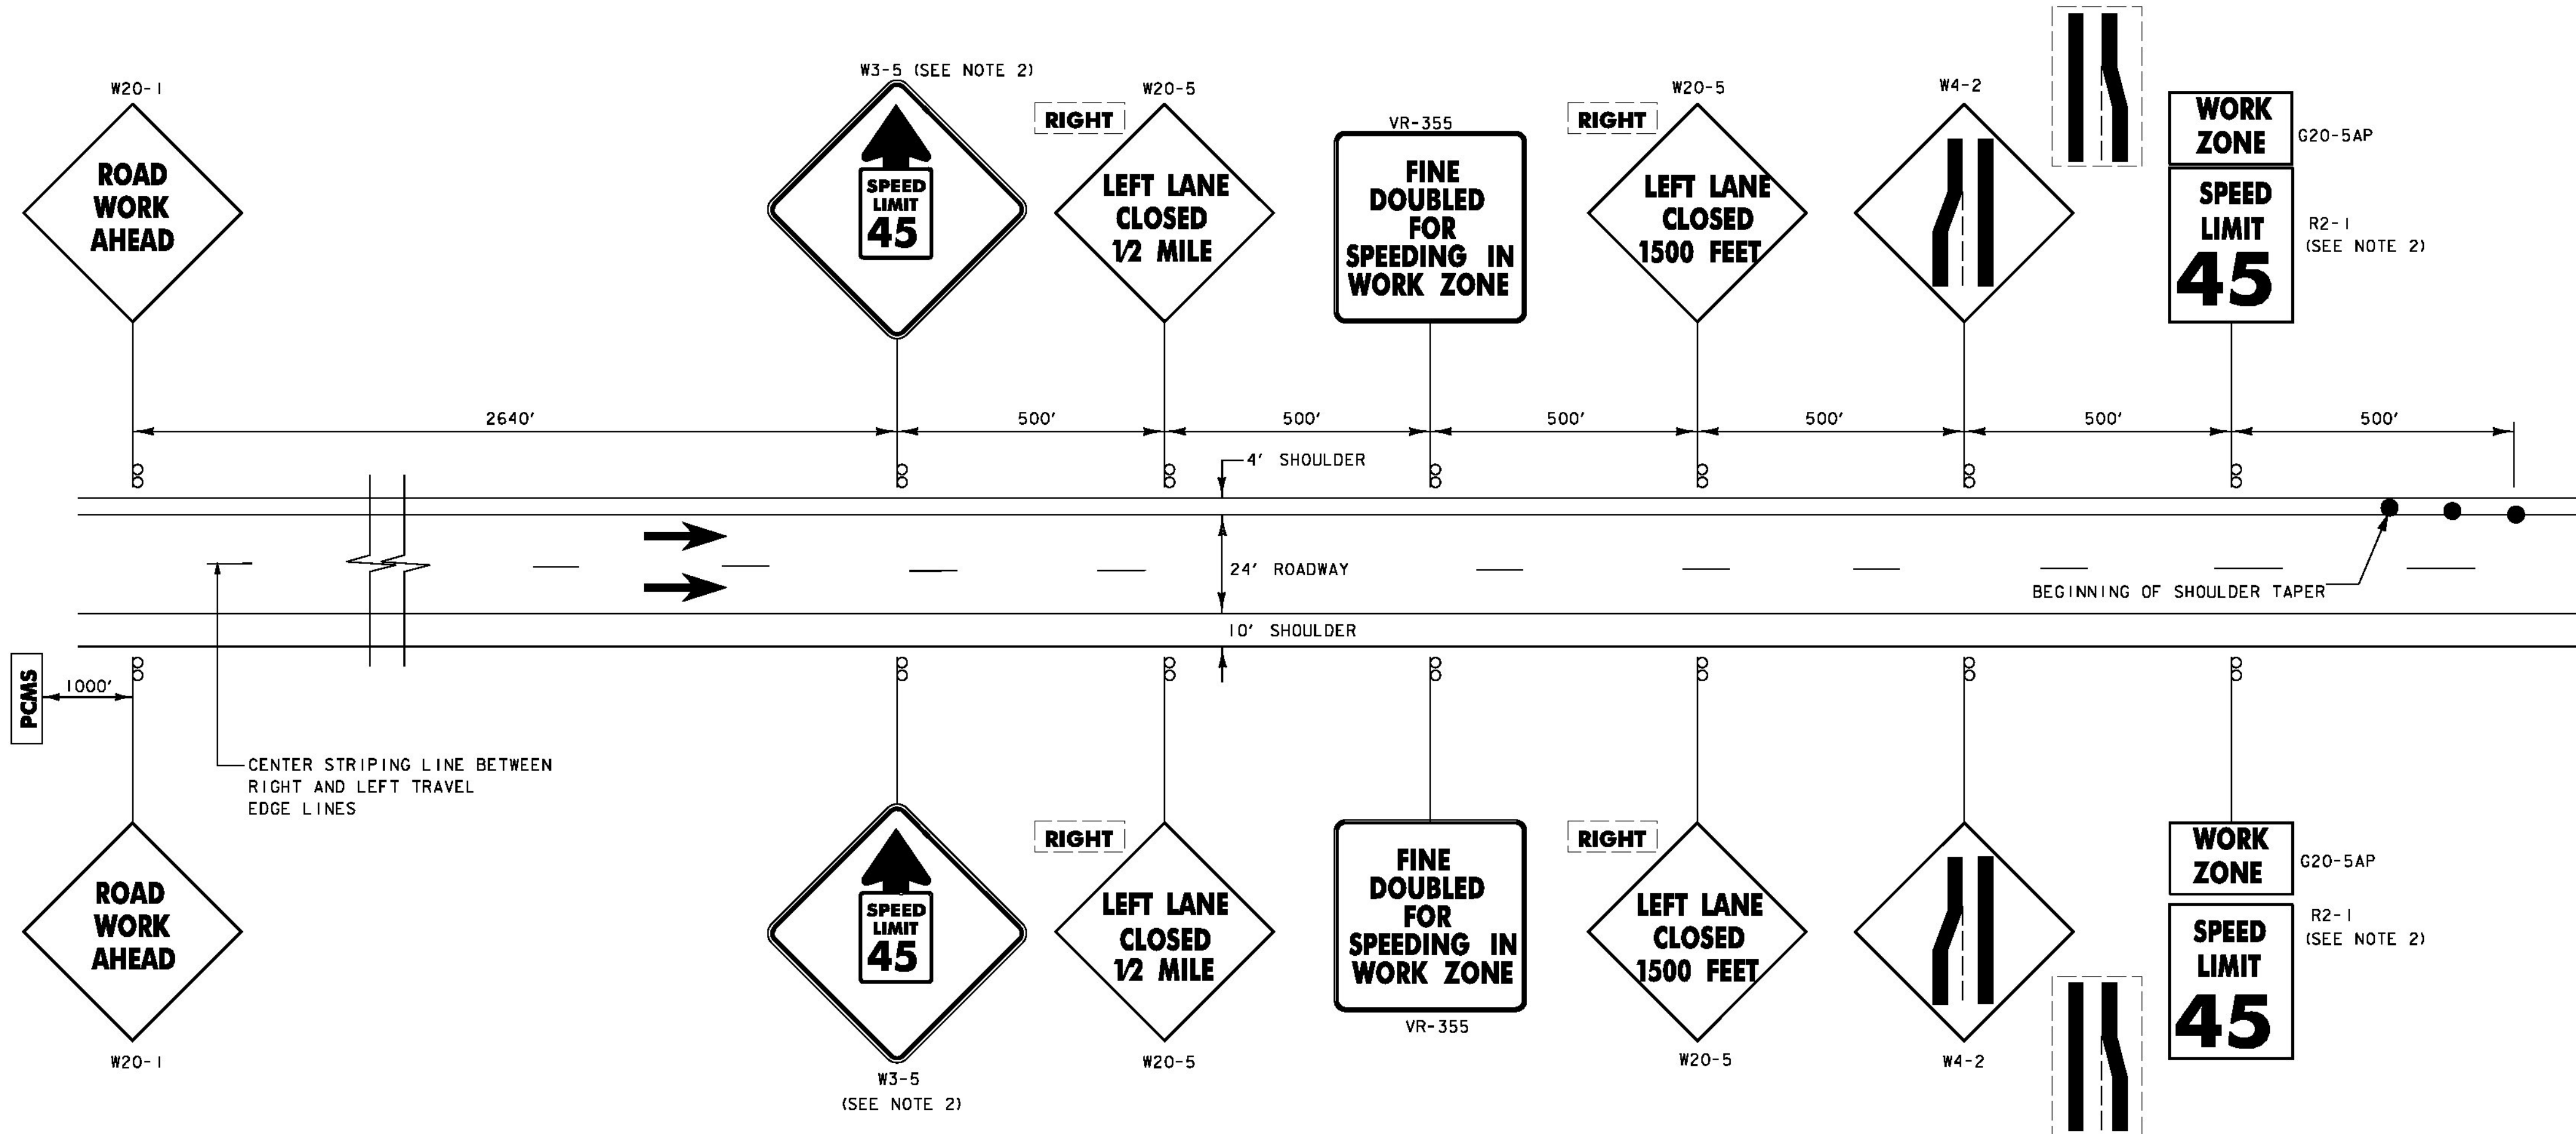 W20-1
ROAD
WORK
AHEAD
W3-5 (SEE NOTE 2)
SPEED
LIMIT
45
RIGHT
W20-5
LEFT LANE
CLOSED
1/2 MILE
VR-355
FINE
DOUBLED
FOR
SPEEDING IN
WORK ZONE
RIGHT
W20-5
LEFT LANE
CLOSED
1500 FEET
W4-2
WORK
ZONE
G20-5AP
SPEED
LIMIT
45
R2-1
(SEE NOTE 2)
2640'
500'
500'
500'
500'
500'
500'
4' SHOULDER
24' ROADWAY
BEGINNING OF SHOULDER TAPER
10' SHOULDER
PCMS
1000'
CENTER STRIPING LINE BETWEEN
RIGHT AND LEFT TRAVEL
EDGE LINES
ROAD
WORK
AHEAD
W20-1
SPEED
LIMIT
45
W3-5
(SEE NOTE 2)
RIGHT
LEFT LANE
CLOSED
1/2 MILE
W20-5
FINE
DOUBLED
FOR
SPEEDING IN
WORK ZONE
VR-355
RIGHT
LEFT LANE
CLOSED
1500 FEET
W20-5
W4-2
WORK
ZONE
G20-5AP
SPEED
LIMIT
45
R2-1
(SEE NOTE 2)